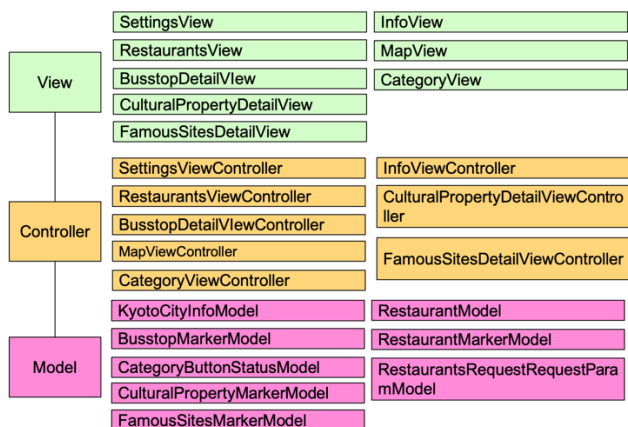 View
SettingsView
RestaurantsView
BusstopDetailVIew
CulturalPropertyDetailView
FamousSitesDetailView
InfoView
MapView
CategoryView
Controller
SettingsViewController
RestaurantsViewController
BusstopDetailVIewController
MapViewController
CategoryViewController
InfoViewController
CulturalPropertyDetailViewContro
ller
FamousSitesDetailViewController
Model
KyotoCityInfoModel
BusstopMarkerModel
CategoryButtonStatusModel
CulturalPropertyMarkerModel
FamousSitesMarkerModel
RestaurantModel
RestaurantMarkerModel
RestaurantsRequestRequestPara
mModel